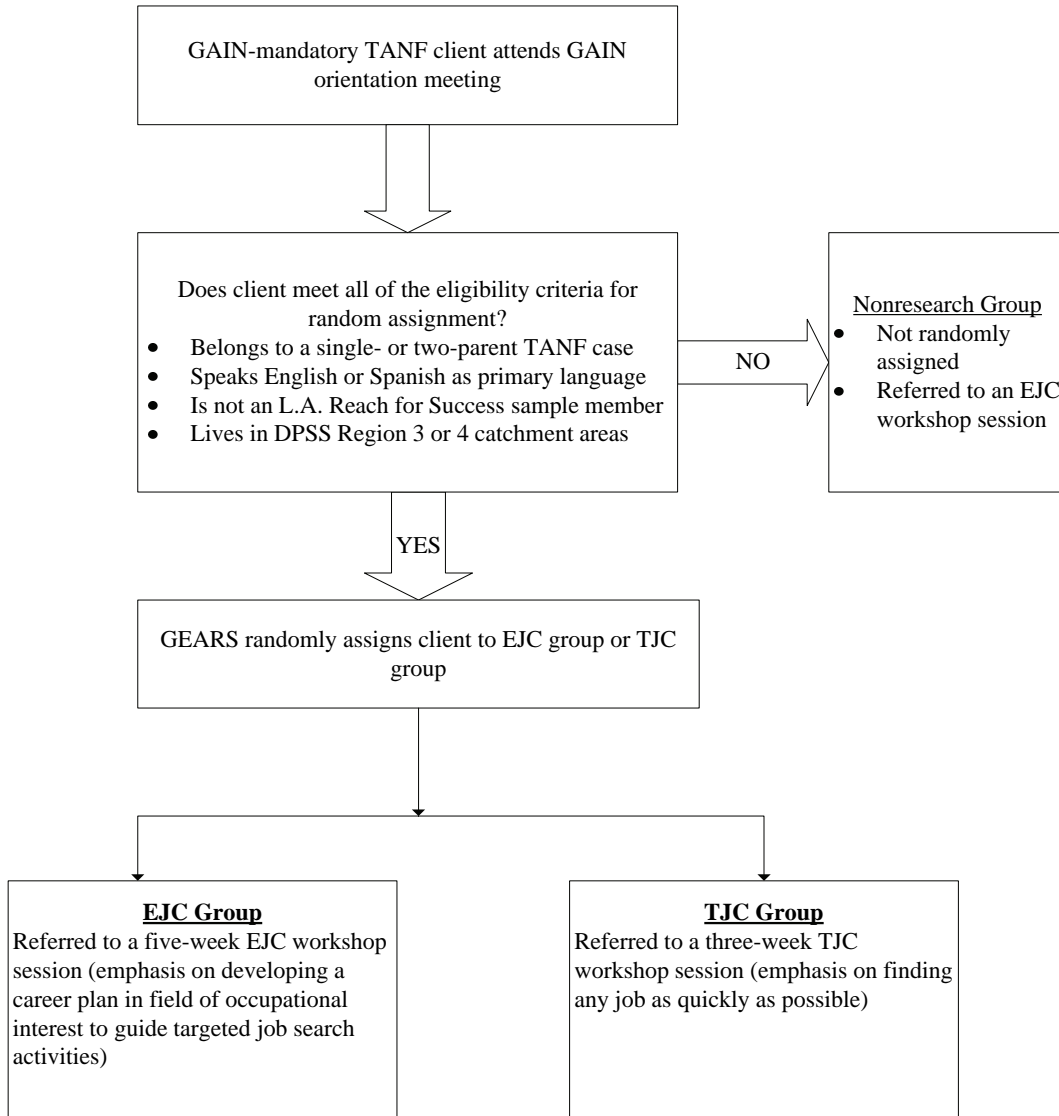 GAIN-mandatory TANF client attends GAIN
orientation meeting
Does client meet all of the eligibility criteria for
random assignment?
● Belongs to a single- or two-parent TANF case
● Speaks English or Spanish as primary language
● Is not an L.A. Reach for Success sample member
● Lives in DPSS Region 3 or 4 catchment areas
NO
Nonresearch Group
● Not randomly
assigned
● Referred to an EJC
workshop session
YES
GEARS randomly assigns client to EJC group or TJC
group
EJC Group
Referred to a five-week EJC workshop
session (emphasis on developing a
career plan in field of occupational
interest to guide targeted job search
activities)
TJC Group
Referred to a three-week TJC
workshop session (emphasis on finding
any job as quickly as possible)